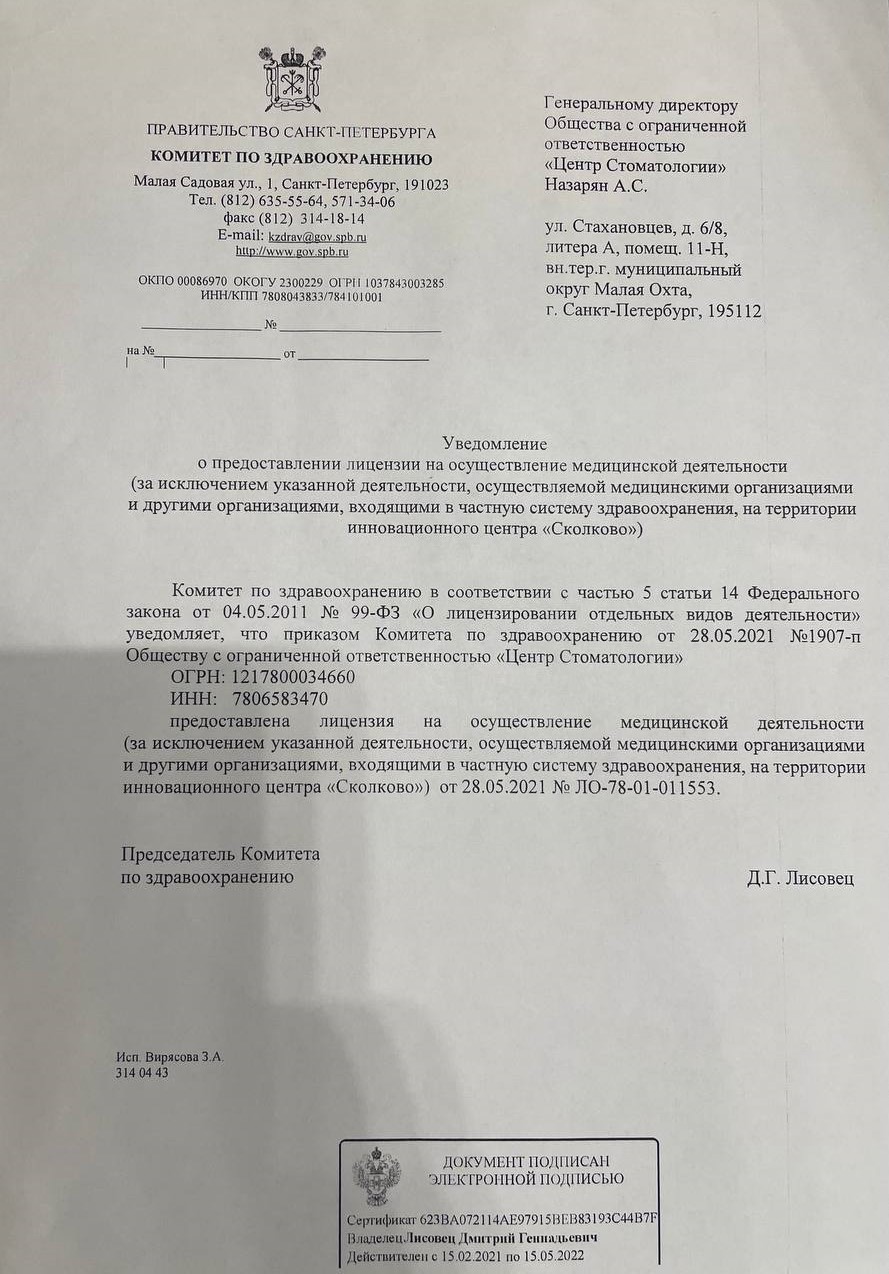 ПРАВИТЕЛЬСТВО САНКТ-ПЕТЕРБУРГА
КОМИТЕТ ПО ЗДРАВООХРАНЕНИЮ
Малая Садовая ул., 1, Санкт-Петербург, 191023
Тел. (812) 635-55-64, 571-34-06
факс (812) 314-18-14
E-mail: kzdrav@gov.spb.ru
http://www.gov.spb.ru
ОКПО 00086970 ОКОГУ 2300229 ОГРН 1037843003285
ИНН/КПП 7808043833/784101001
№
на № от
Генеральному директору
Общества с ограниченной
ответственностью
«Центр Стоматологии»
Назарян А.С.
ул. Стахановцев, д. 6/8,
литера А, помещ. 11-Н,
вн.тер.г. муниципальный
округ Малая Охта,
г. Санкт-Петербург, 195112
Уведомление
о предоставлении лицензии на осуществление медицинской деятельности
(за исключением указанной деятельности, осуществляемой медицинскими организациями
и другими организациями, входящими в частную систему здравоохранения, на территории
инновационного центра «Сколково»)
Комитет по здравоохранению в соответствии с частью 5 статьи 14 Федерального
закона от 04.05.2011 № 99-ФЗ «О лицензировании отдельных видов деятельности»
уведомляет, что приказом Комитета по здравоохранению от 28.05.2021 №1907-п
Обществу с ограниченной ответственностью «Центр Стоматологии»
ОГРН: 1217800034660
ИНН: 7806583470
предоставлена лицензия на осуществление медицинской деятельности
(за исключением указанной деятельности, осуществляемой медицинскими организациями
и другими организациями, входящими в частную систему здравоохранения, на территории
инновационного центра «Сколково») от 28.05.2021 № ЛО-78-01-011553.
Председатель Комитета
по здравоохранению
Д.Г. Лисовец
Исп. Вирясова З.А.
314 04 43
ДОКУМЕНТ ПОДПИСАН
ЭЛЕКТРОННОЙ ПОДПИСЬЮ
Сертификат 623BA072114AE97915BEB83193C44B7F
Владелец Лисовец Дмитрий Геннадьевич
Действителен с 15.02.2021 по 15.05.2022